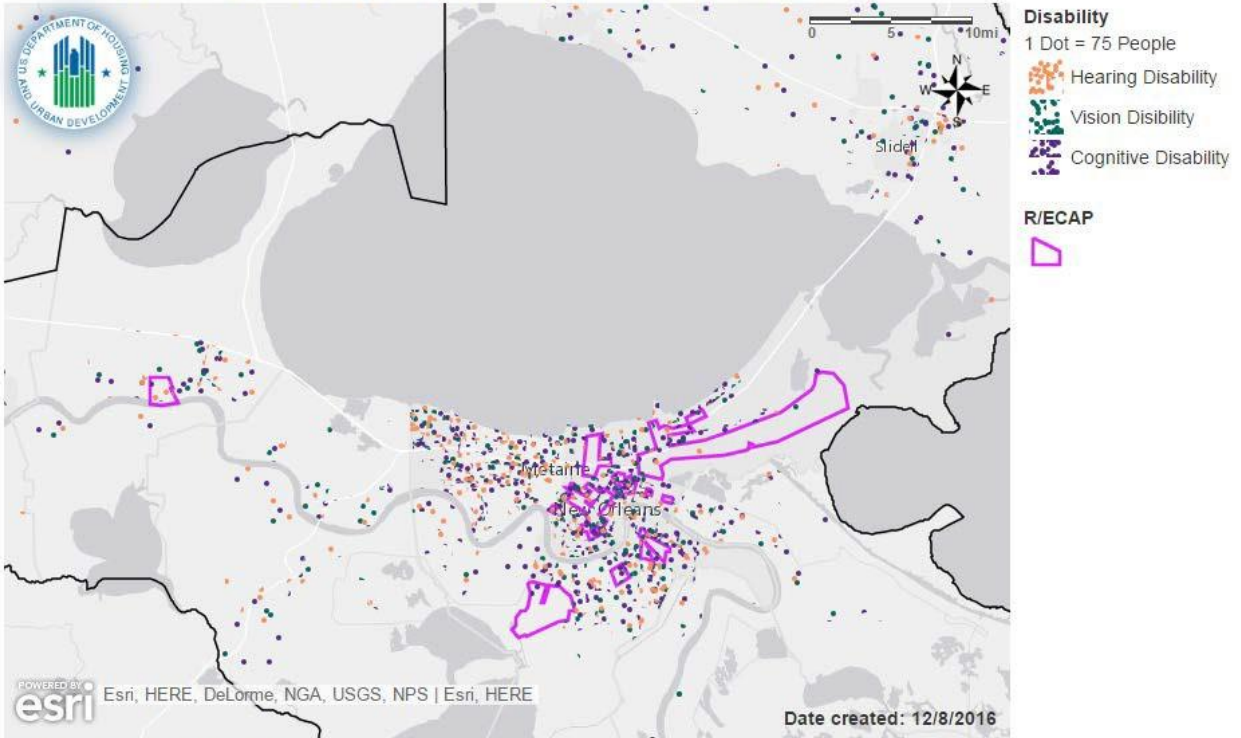 U.S. DEPARTMENT OF HOUSING
AND URBAN DEVELOPMENT
0 5 10mi
N
W E
S
Slidell
Metairie
New Orleans
POWERED BY
esri
Esri, HERE, DeLorme, NGA, USGS, NPS | Esri, HERE
Date created: 12/8/2016
Disability
1 Dot = 75 People
Hearing Disability
Vision Disibility
Cognitive Disability
R/ECAP